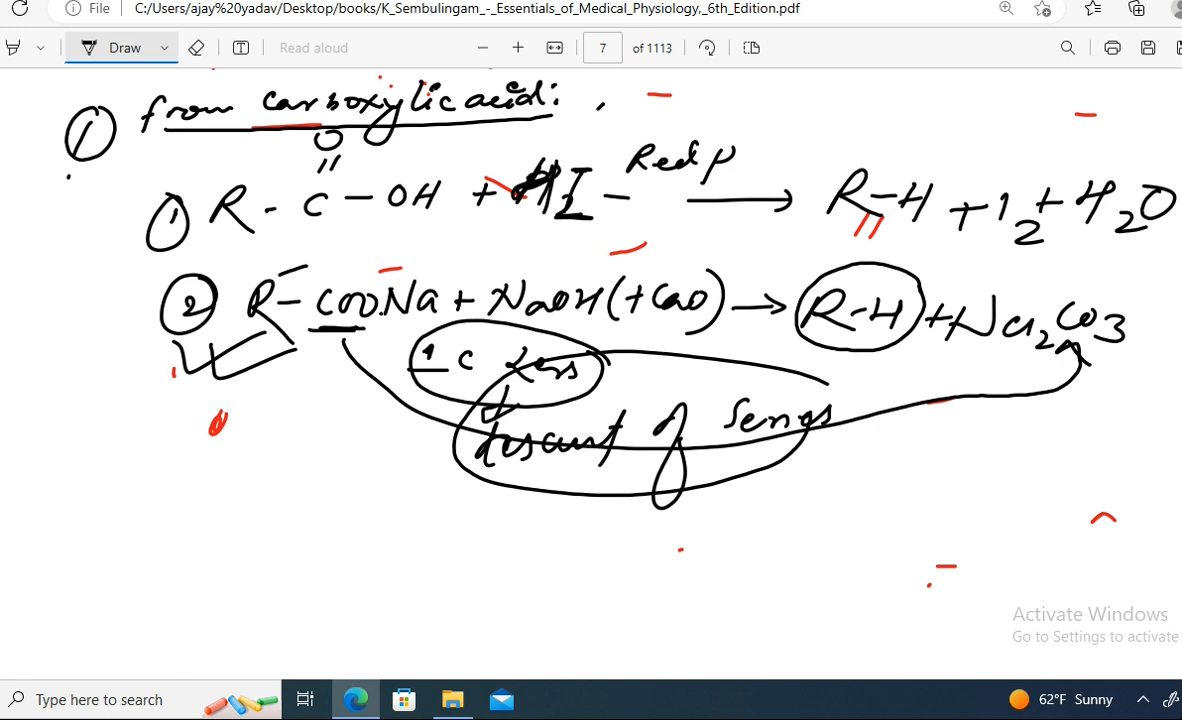 File C:/Users/ajay%20yadav/Desktop/books/K_Sembulingam_-_Essentials_of_Medical_Physiology,_6th_Edition.pdf
Draw Read aloud 7 of 1113
① from carboxylic acid:
① R - C - OH + HI - Red P → R-H + I2 + H2O
O
② R - COONa + NaOH (+CaO) → R-H + Na2CO3
1 C Less
of
Activate Windows
Go to Settings to activate
Type here to search 62°F Sunny